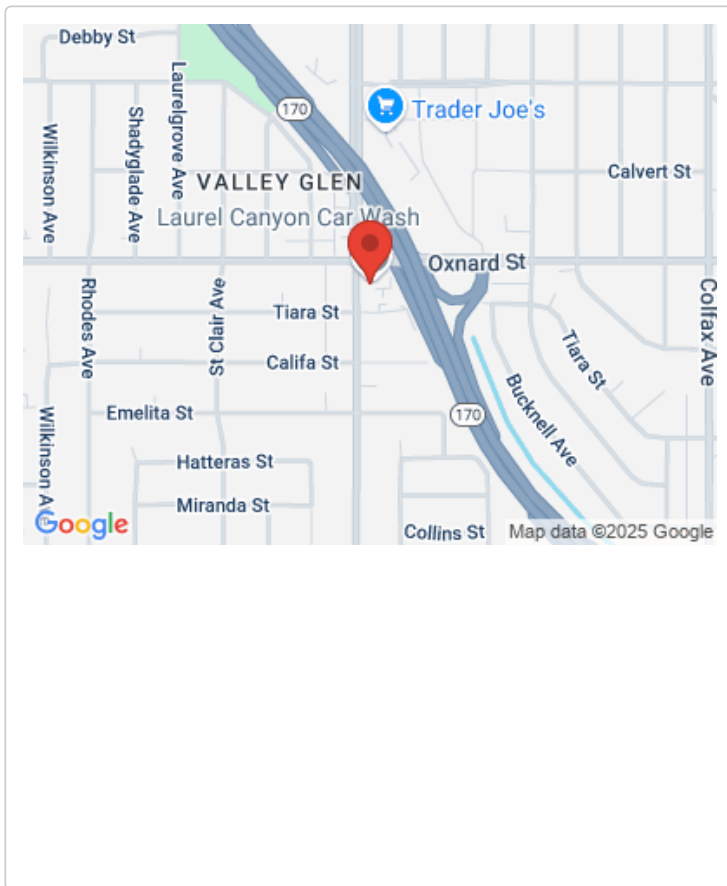 Debby St
Laurelgrove Ave
170
Trader Joe's
Wilkinson Ave
Shadyglade Ave
VALLEY GLEN
Calvert St
Laurel Canyon Car Wash
Oxnard St
Rhodes Ave
St Clair Ave
Tiara St
Colfax Ave
Tiara St
Califa St
Bucknell Ave
Emelita St
170
Wilkinson Av
Hatteras St
Miranda St
Collins St
Google
Map data ©2025 Google